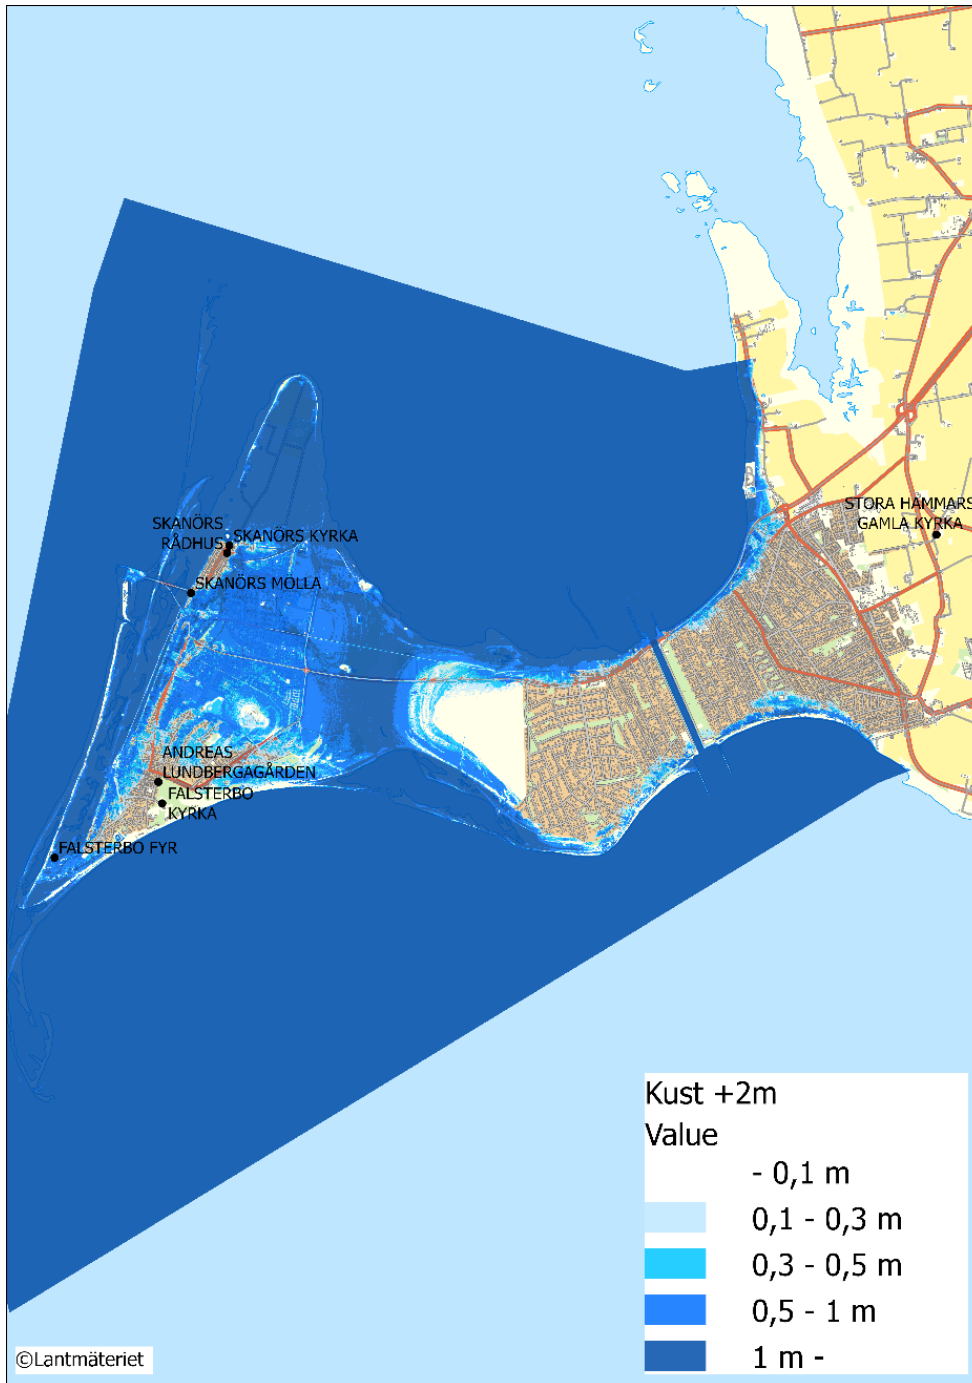 STORA HAMMARS
GAMLA KYRKA
SKANÖRS
RÅDHUS
SKANÖRS KYRKA
SKANÖRS MÖLLA
ANDREAS
LUNDBERGAGÅRDEN
FALSTERBO
KYRKA
FALSTERBO FYR
Kust +2m
Value
- 0,1 m
0,1 - 0,3 m
0,3 - 0,5 m
0,5 - 1 m
1 m -
©Lantmäteriet